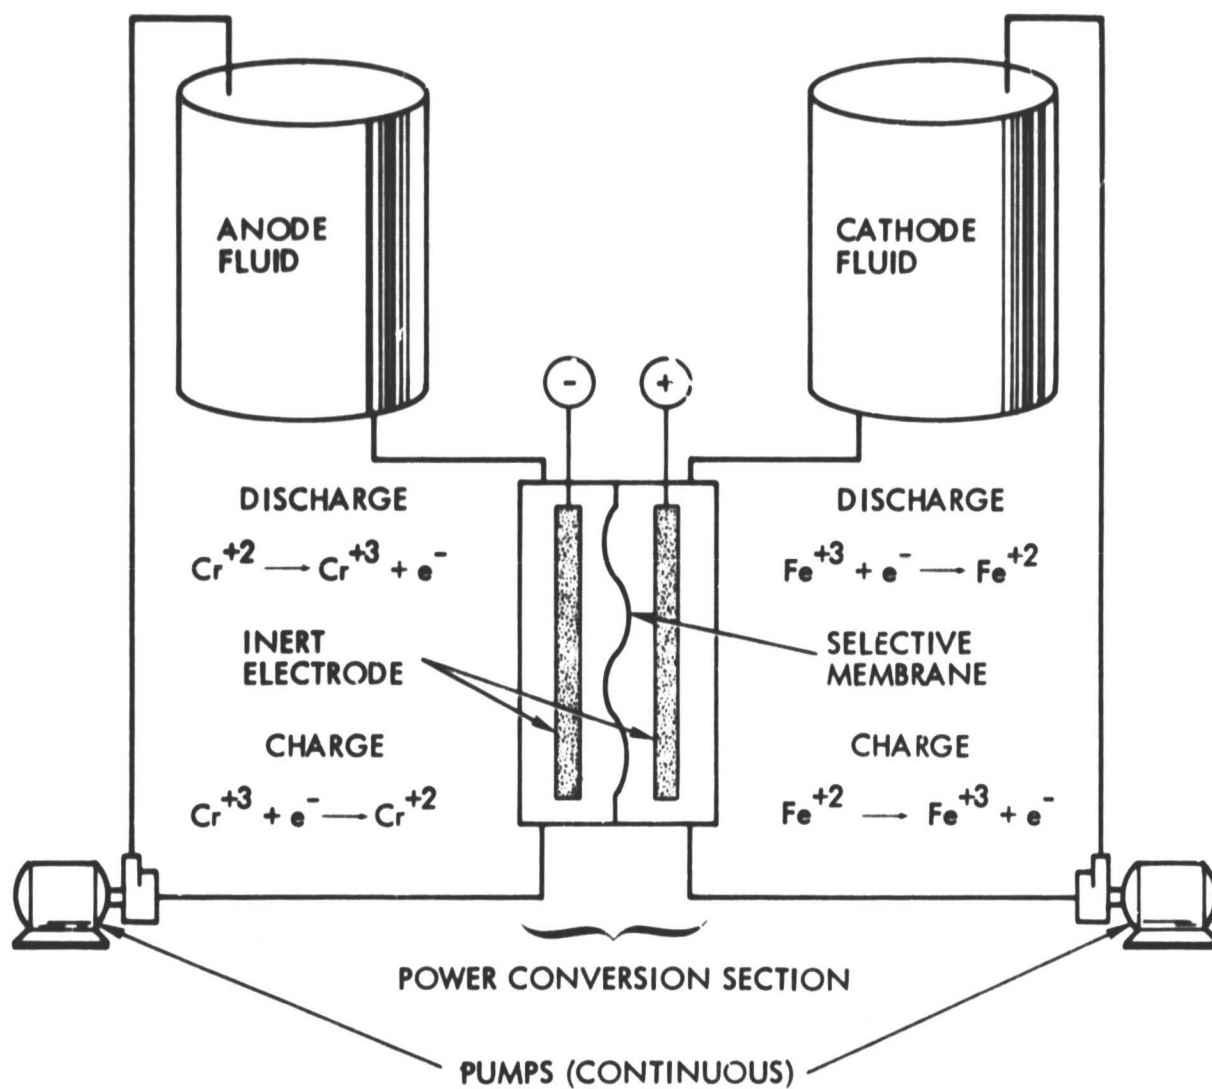 ANODE
FLUID
CATHODE
FLUID
-
+
DISCHARGE
Cr+2 → Cr+3 + e-
DISCHARGE
Fe+3 + e- → Fe+2
INERT
ELECTRODE
SELECTIVE
MEMBRANE
CHARGE
Cr+3 + e- → Cr+2
CHARGE
Fe+2 → Fe+3 + e-
POWER CONVERSION SECTION
PUMPS (CONTINUOUS)